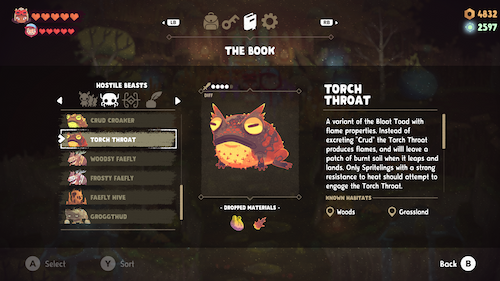 LB
RB
4832
2597
THE BOOK
HOSTILE BEASTS
CRUD CROAKER
TORCH THROAT
WOODSY FAEFLY
FROSTY FAEFLY
FAEFLY HIVE
GROGGTHUD
DIFF
- DROPPED MATERIALS -
TORCH
THROAT
A variant of the Bloat Toad with
flame properties. Instead of
excreting "Crud" the Torch Throat
produces flames, and will leave a
patch of burnt soil when it leaps and
lands. Only Spritelings with a strong
resistance to heat should attempt to
engage the Torch Throat.
KNOWN HABITATS
Woods
Grassland
A Select
Y Sort
Back B